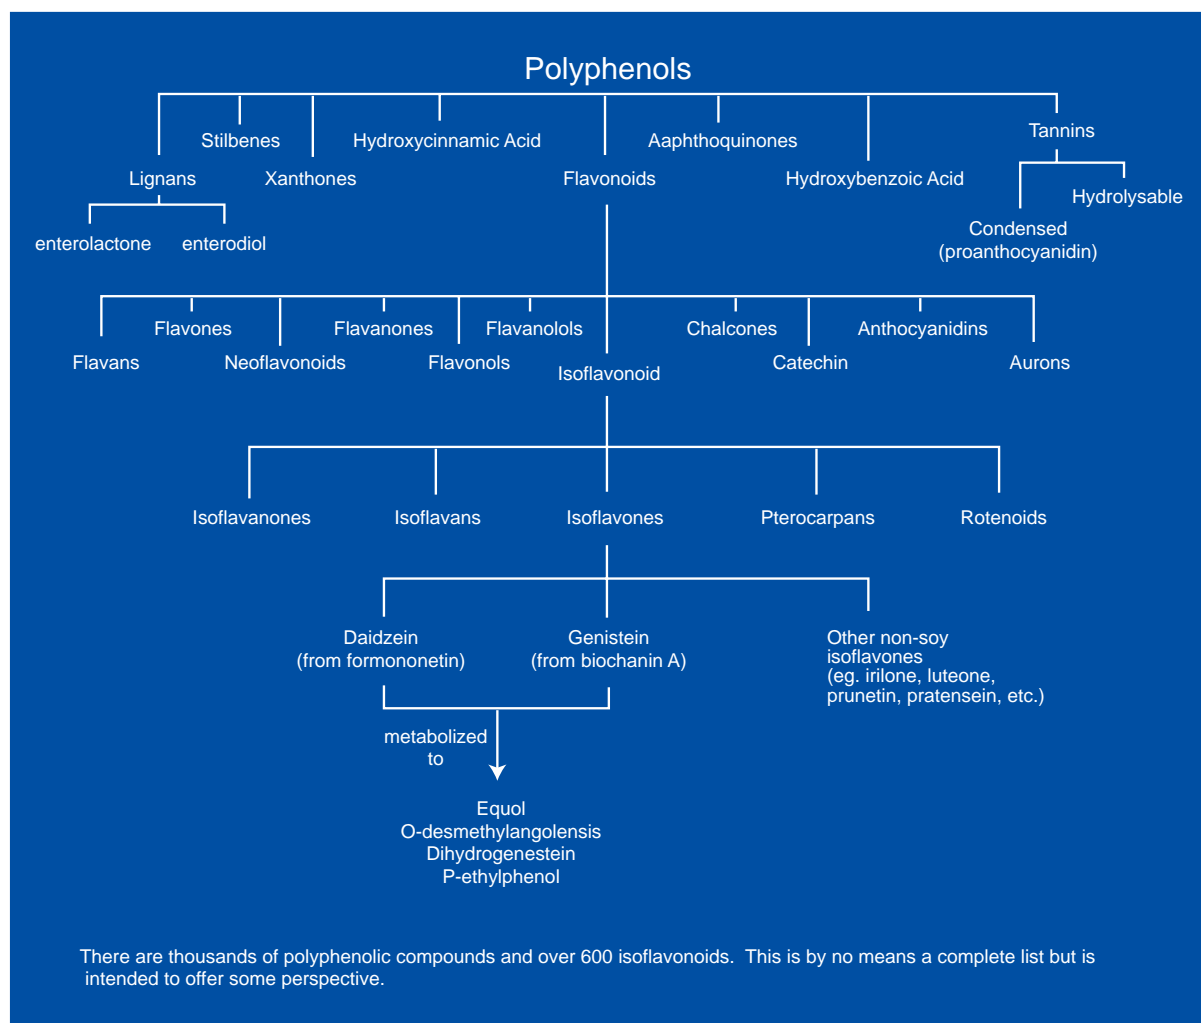 Polyphenols
Stilbenes
Hydroxycinnamic Acid
Aaphthoquinones
Tannins
Lignans
Xanthones
Flavonoids
Hydroxybenzoic Acid
Hydrolysable
enterolactone
enterodiol
Condensed
(proanthocyanidin)
Flavones
Flavanones
Flavanolols
Chalcones
Anthocyanidins
Flavans
Neoflavonoids
Flavonols
Isoflavonoid
Catechin
Aurons
Isoflavanones
Isoflavans
Isoflavones
Pterocarpans
Rotenoids
Daidzein
(from formononetin)
Genistein
(from biochanin A)
Other non-soy
isoflavones
(eg. irilone, luteone,
prunetin, pratensein, etc.)
metabolized
to
Equol
O-desmethylangolensis
Dihydrogenestein
P-ethylphenol
There are thousands of polyphenolic compounds and over 600 isoflavonoids. This is by no means a complete list but is
intended to offer some perspective.